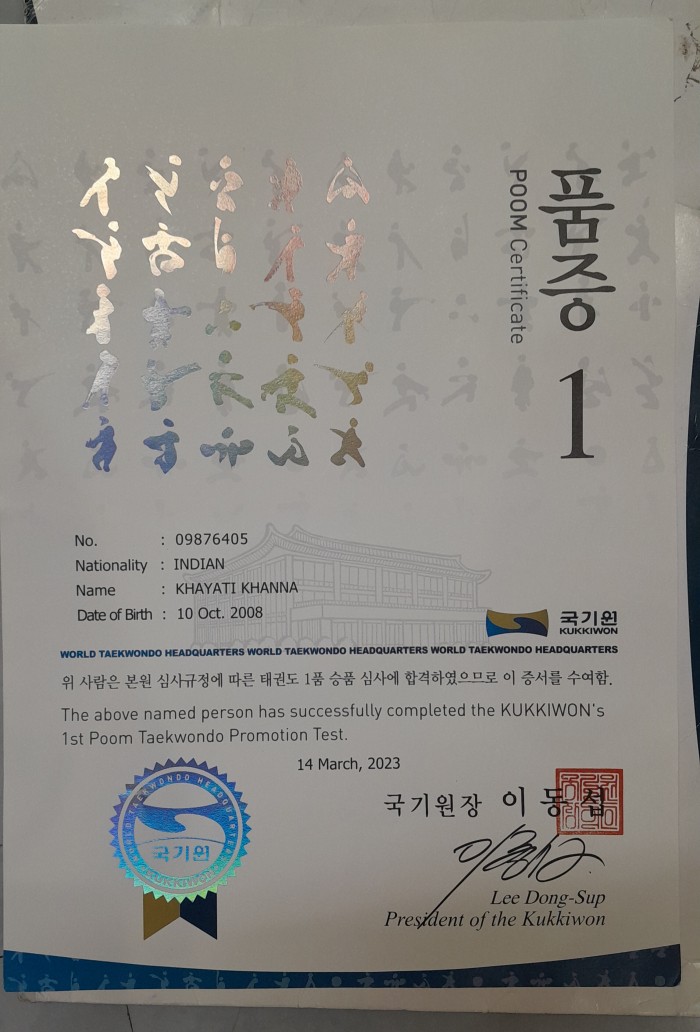 품증 1
POOM Certificate
No. : 09876405
Nationality : INDIAN
Name : KHAYATI KHANNA
Date of Birth : 10 Oct. 2008
국기원
KUKKIWON
WORLD TAEKWONDO HEADQUARTERS WORLD TAEKWONDO HEADQUARTERS WORLD TAEKWONDO HEADQUARTERS
위 사람은 본원 심사규정에 따른 태권도 1품 승품 심사에 합격하였으므로 이 증서를 수여함.
The above named person has successfully completed the KUKKIWON's
1st Poom Taekwondo Promotion Test.
14 March, 2023
WORLD TAEKWONDO HEADQUARTERS
국기원
KUKKIWON
국기원장 이동섭
Lee Dong-Sup
President of the Kukkiwon